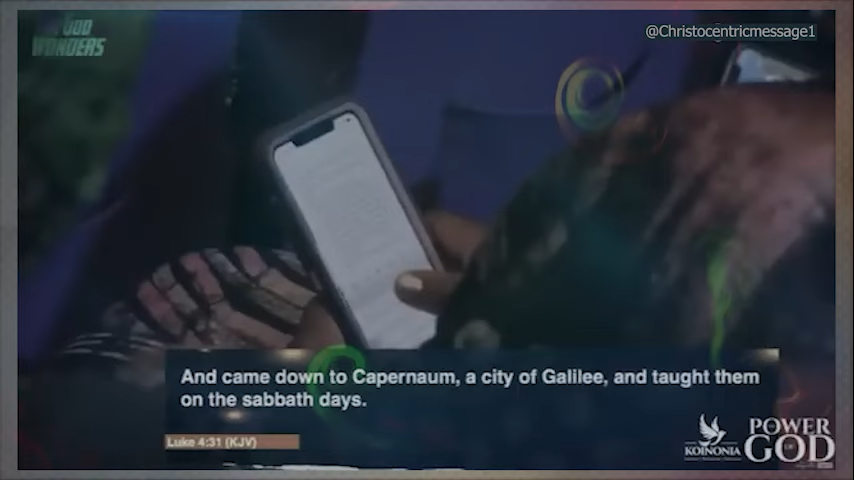 GOD
WONDERS
@Christocentricmessage1
And came down to Capernaum, a city of Galilee, and taught them
on the sabbath days.
Luke 4:31 (KJV)
KOINONIA
POWER
OF
GOD